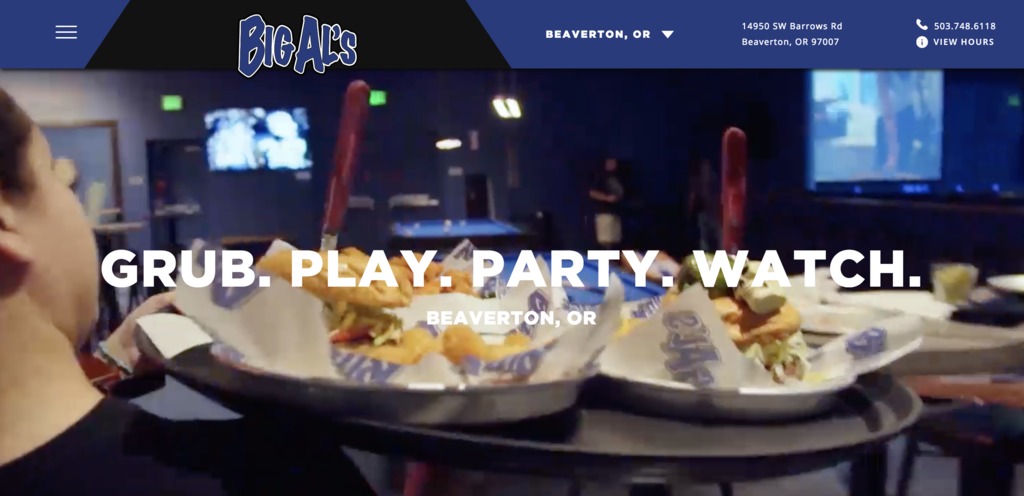 BIG AL'S
BEAVERTON, OR
14950 SW Barrows Rd
Beaverton, OR 97007
503.748.6118
VIEW HOURS
GRUB. PLAY. PARTY. WATCH.
BEAVERTON, OR